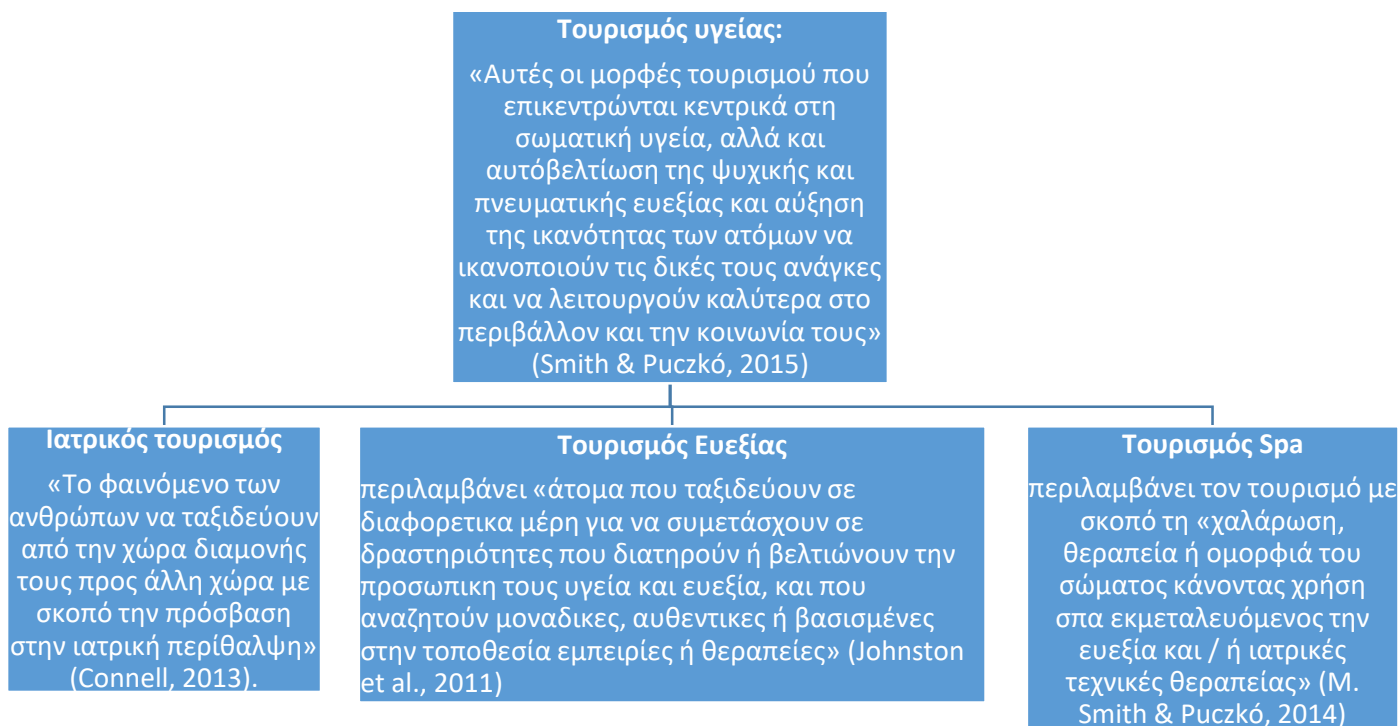 Τουρισμός υγείας:
«Αυτές οι μορφές τουρισμού που
επικεντρώνται κεντρικά στη
σωματική υγεία, αλλά και
αυτόβελτίωση της ψυχικής και
πνευματικής ευεξίας και αύξηση
της ικανότητας των ατόμων να
ικανοποιούν τις δικές τους ανάγκες
και να λειτουργούν καλύτερα στο
περιβάλλον και την κοινωνία τους»
(Smith & Puczkó, 2015)
Ιατρικός τουρισμός
«Το φαινόμενο των
ανθρώπων να ταξιδεύουν
από την χώρα διαμονής
τους προς άλλη χώρα με
σκοπό την πρόσβαση
στην ιατρική περίθαλψη»
(Connell, 2013).
Τουρισμός Ευεξίας
περιλαμβάνει «άτομα που ταξιδεύουν σε
διαφορετικα μέρη για να συμετάσχουν σε
δραστηριότητες που διατηρούν ή βελτιώνουν την
προσωπικη τους υγεία και ευεξία, και που
αναζητούν μοναδικες, αυθεντικες ή βασισμένες
στην τοποθεσία εμπειρίες ή θεραπείες» (Johnston
et al., 2011)
Τουρισμός Spa
περιλαμβάνει τον τουρισμό με
σκοπό τη «χαλάρωση,
θεραπεία ή ομορφιά του
σώματος κάνοντας χρήση
σπα εκμεταλευόμενος την
ευεξία και / ή ιατρικές
τεχνικές θεραπείας» (M.
Smith & Puczkó, 2014)